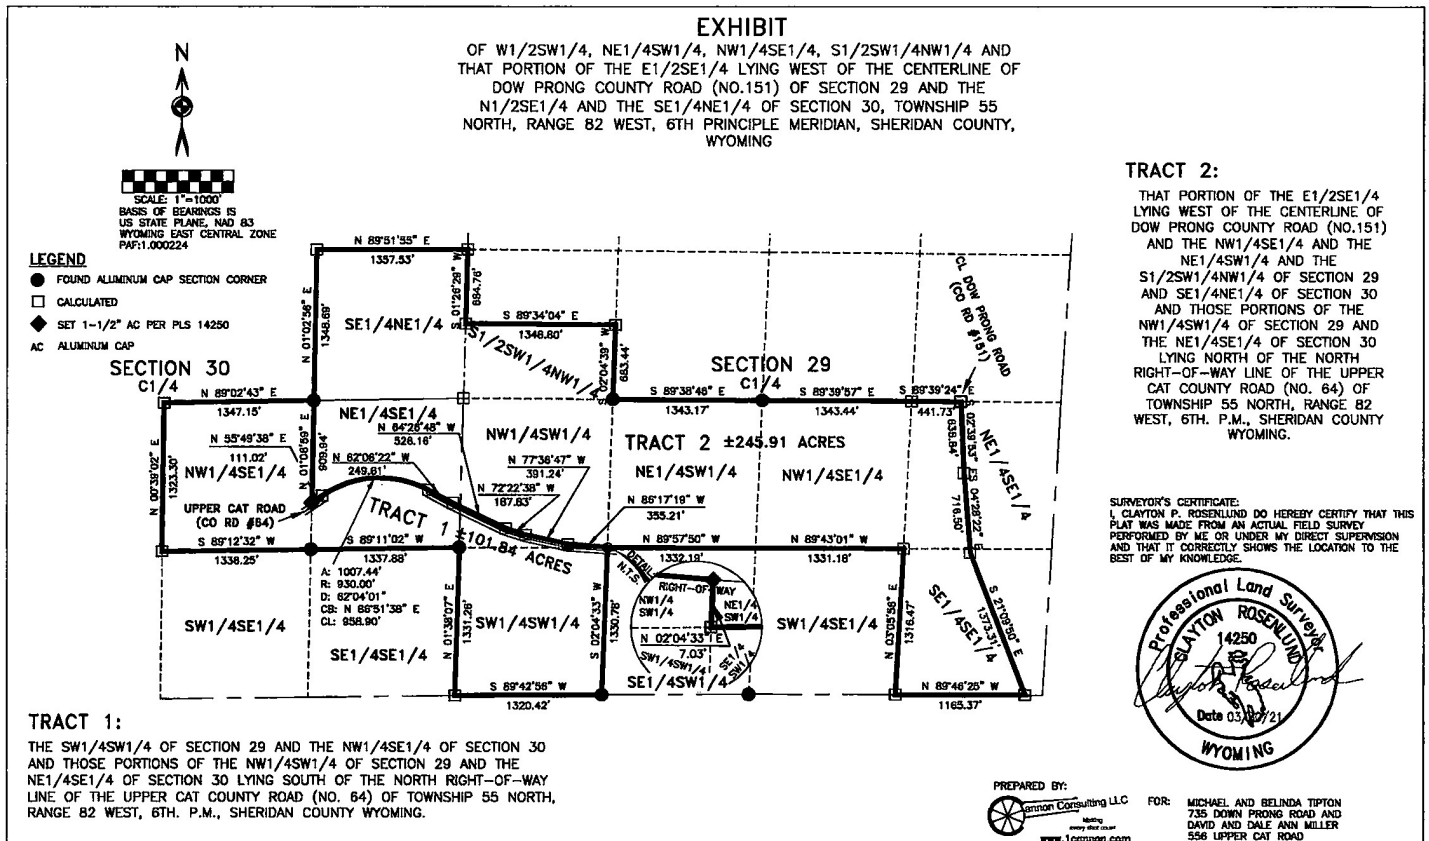 EXHIBIT
OF W1/2SW1/4, NE1/4SW1/4, NW1/4SE1/4, S1/2SW1/4NW1/4 AND
THAT PORTION OF THE E1/2SE1/4 LYING WEST OF THE CENTERLINE OF
DOW PRONG COUNTY ROAD (NO.151) OF SECTION 29 AND THE
N1/2SE1/4 AND THE SE1/4NE1/4 OF SECTION 30, TOWNSHIP 55
NORTH, RANGE 82 WEST, 6TH PRINCIPLE MERIDIAN, SHERIDAN COUNTY,
WYOMING
N
SCALE: 1"=1000'
BASIS OF BEARINGS IS
US STATE PLANE, NAD 83
WYOMING EAST CENTRAL ZONE
PAF:1.000224
LEGEND
FOUND ALUMINUM CAP SECTION CORNER
CALCULATED
SET 1-1/2" AC PER PLS 14250
AC ALUMINUM CAP
TRACT 2:
THAT PORTION OF THE E1/2SE1/4
LYING WEST OF THE CENTERLINE OF
DOW PRONG COUNTY ROAD (NO.151)
AND THE NW1/4SE1/4 AND THE
NE1/4SW1/4 AND THE
S1/2SW1/4NW1/4 OF SECTION 29
AND SE1/4NE1/4 OF SECTION 30
AND THOSE PORTIONS OF THE
NW1/4SW1/4 OF SECTION 29 AND
THE NE1/4SE1/4 OF SECTION 30
LYING NORTH OF THE NORTH
RIGHT-OF-WAY LINE OF THE UPPER
CAT COUNTY ROAD (NO. 64) OF
TOWNSHIP 55 NORTH, RANGE 82
WEST, 6TH. P.M., SHERIDAN COUNTY
WYOMING.
N 89°51'55" E
1357.53'
N 01°02'56" E
1348.69'
S 01°26'29" W
684.76'
SE1/4NE1/4
S 89°34'04" E
1348.60'
S1/2SW1/4NW1/4
S 02°04'39" W
683.44'
CL DOW PRONG ROAD
(CO RD #151)
SECTION 30
C1/4
SECTION 29
C1/4
N 89°02'43" E
1347.15'
S 89°38'46" E
1343.17'
S 89°39'57" E
1343.44'
S 89°39'24" E
441.73'
N 00°39'02" E
1323.30'
N 01°08'59" E
909.94'
NE1/4SE1/4
N 64°26'48" W
526.16'
N 55°49'38" E
111.02'
NW1/4SE1/4
N 62°06'22" W
249.61'
NW1/4SW1/4
N 77°36'47" W
391.24'
N 72°22'38" W
187.63'
TRACT 2 ±245.91 ACRES
NE1/4SW1/4
NW1/4SE1/4
N 86°17'19" W
355.21'
S 02°39'53" E
638.84'
NE1/4SE1/4
S 04°28'22" E
716.50'
UPPER CAT ROAD
(CO RD #64)
TRACT 1
±101.84 ACRES
S 89°12'32" W
1336.25'
S 89°11'02" W
1337.88'
N 89°57'50" W
1332.19'
N 89°43'01" W
1331.18'
A: 1007.44'
R: 930.00'
D: 62°04'01"
CB: N 86°51'38" E
CL: 958.90'
SW1/4SE1/4
SE1/4SE1/4
N 01°38'07" E
1331.26'
SW1/4SW1/4
S 02°04'33" W
1330.78'
DETAIL
N.T.S.
RIGHT-OF-WAY
NW1/4
SW1/4
NE1/4
SW1/4
N 02°04'33" E
7.03'
SW1/4SW1/4
SE1/4
SW1/4
SE1/4SW1/4
SW1/4SE1/4
N 03°05'56" E
1316.47'
SE1/4SE1/4
S 21°09'50" E
1373.31'
S 89°42'56" W
1320.42'
N 89°46'25" W
1165.37'
SURVEYOR'S CERTIFICATE:
I, CLAYTON P. ROSENLUND DO HEREBY CERTIFY THAT THIS
PLAT WAS MADE FROM AN ACTUAL FIELD SURVEY
PERFORMED BY ME OR UNDER MY DIRECT SUPERVISION
AND THAT IT CORRECTLY SHOWS THE LOCATION TO THE
BEST OF MY KNOWLEDGE.
Professional Land Surveyor
CLAYTON ROSENLUND
14250
Date 03/ /21
WYOMING
TRACT 1:
THE SW1/4SW1/4 OF SECTION 29 AND THE NW1/4SE1/4 OF SECTION 30
AND THOSE PORTIONS OF THE NW1/4SW1/4 OF SECTION 29 AND THE
NE1/4SE1/4 OF SECTION 30 LYING SOUTH OF THE NORTH RIGHT-OF-WAY
LINE OF THE UPPER CAT COUNTY ROAD (NO. 64) OF TOWNSHIP 55 NORTH,
RANGE 82 WEST, 6TH. P.M., SHERIDAN COUNTY WYOMING.
PREPARED BY:
annon Consulting LLC
Making
every shot count
www.1cannon.com
FOR: MICHAEL AND BELINDA TIPTON
735 DOWN PRONG ROAD AND
DAVID AND DALE ANN MILLER
556 UPPER CAT ROAD